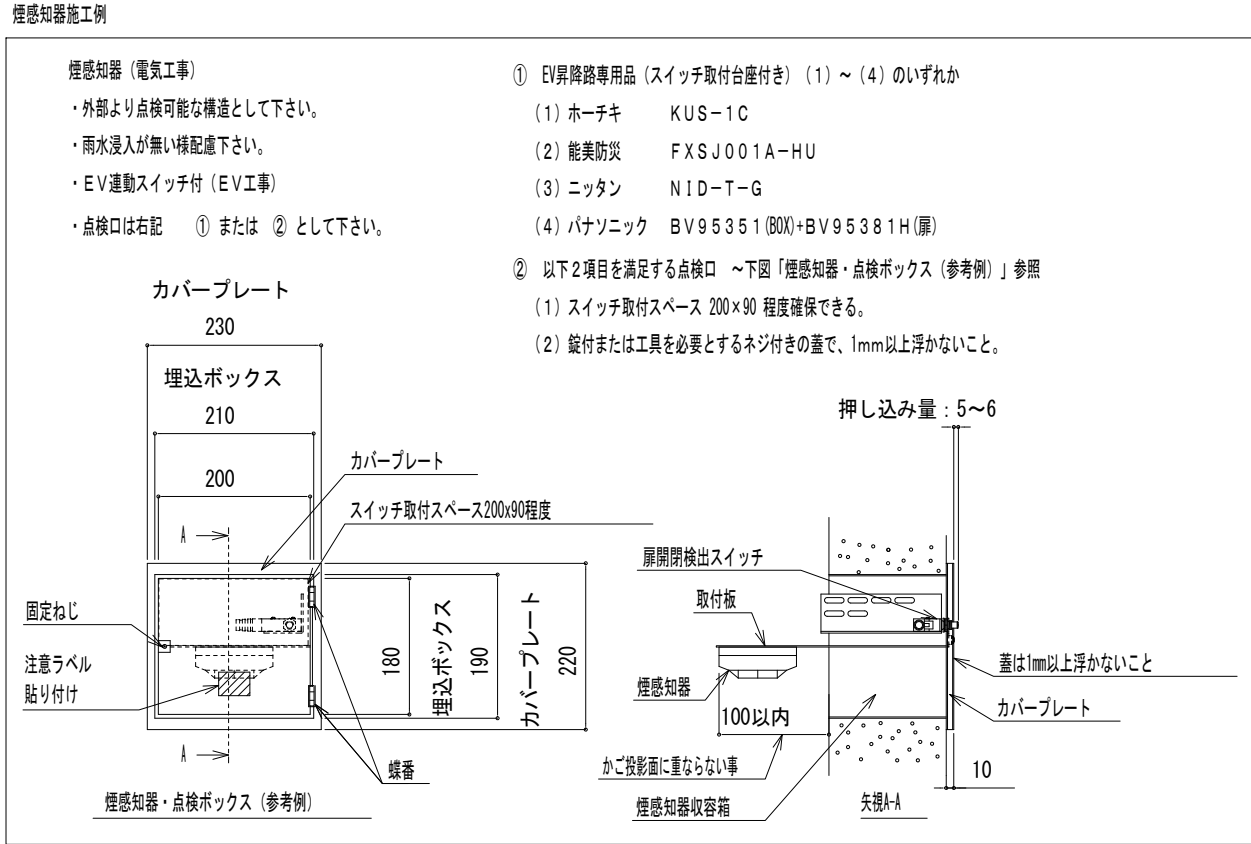 煙感知器施工例
煙感知器（電気工事）
・外部より点検可能な構造として下さい。
・雨水浸入が無い様配慮下さい。
・ＥＶ連動スイッチ付（ＥＶ工事）
・点検口は右記　① または ② として下さい。
① EV昇降路専用品（スイッチ取付台座付き）（1）～（4）のいずれか
（1）ホーチキ　ＫＵＳ－１Ｃ
（2）能美防災　ＦＸＳＪ００１Ａ－ＨＵ
（3）ニッタン　ＮＩＤ－Ｔ－Ｇ
（4）パナソニック　ＢＶ９５３５１(BOX)+ＢＶ９５３８１Ｈ(扉)
② 以下２項目を満足する点検口　～下図「煙感知器・点検ボックス（参考例）」参照
（1）スイッチ取付スペース 200×90 程度確保できる。
（2）錠付または工具を必要とするネジ付きの蓋で、1mm以上浮かないこと。
カバープレート
230
埋込ボックス
210
200
カバープレート
スイッチ取付スペース200x90程度
A
固定ねじ
注意ラベル
貼り付け
180
埋込ボックス
190
カバープレート
220
A
蝶番
煙感知器・点検ボックス（参考例）
押し込み量：5～6
扉開閉検出スイッチ
取付板
煙感知器
100以内
蓋は1mm以上浮かないこと
カバープレート
かご投影面に重ならない事
10
煙感知器収容箱
矢視A-A